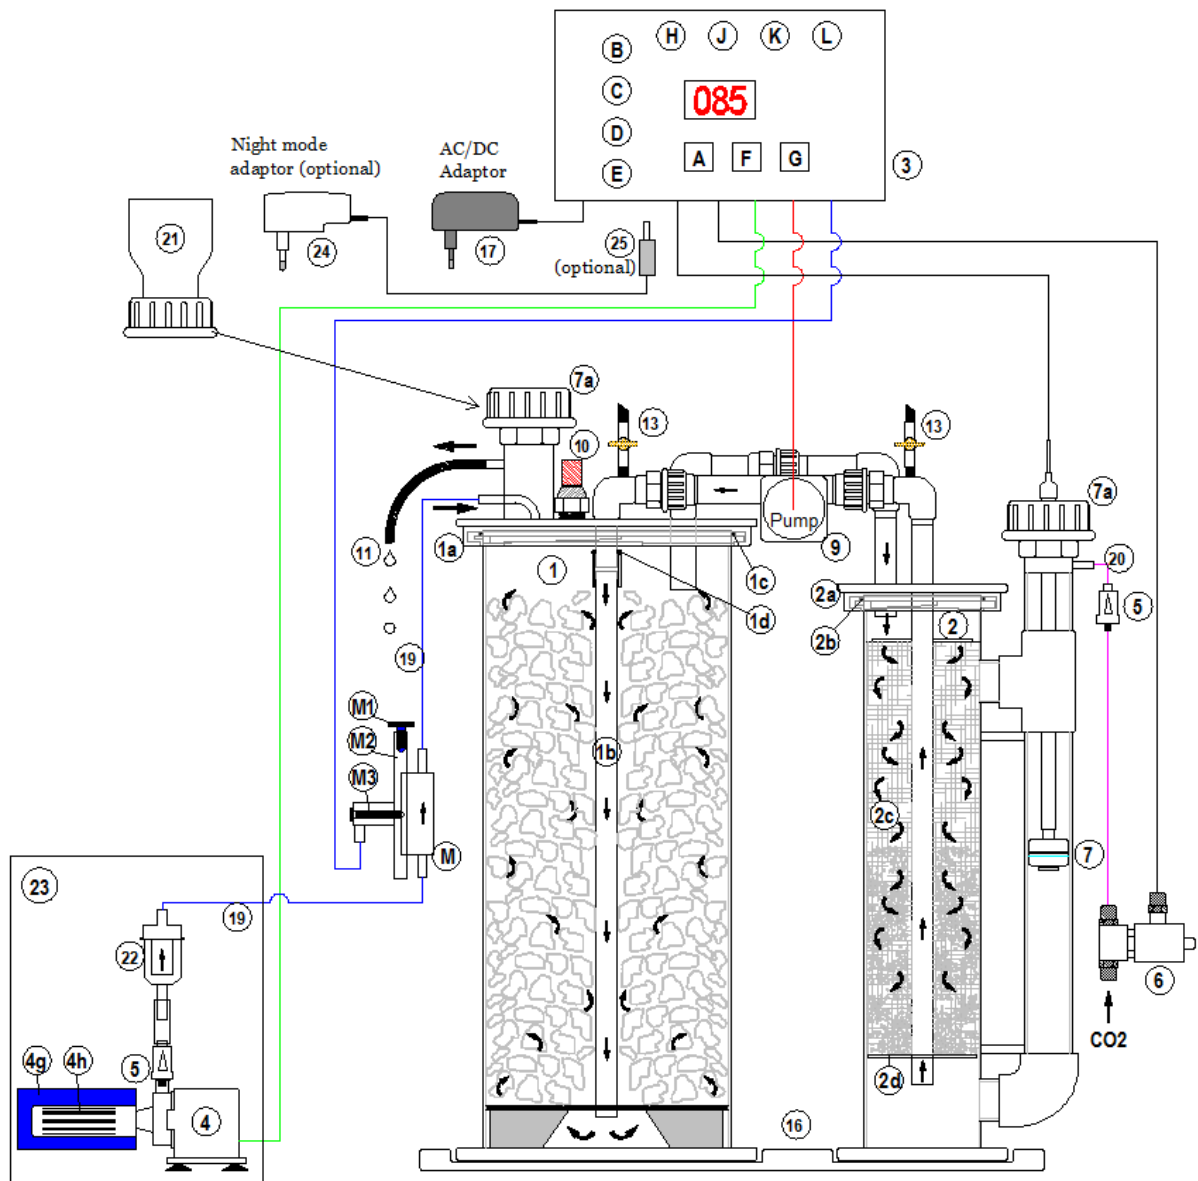 H J K L
B
C
085
D
A F G
E
3
Night mode
adaptor (optional)
AC/DC
Adaptor
21
24
17
25
(optional)
7a
13
13
10
7a
Pump
11
1a
9
20
1
1c
2a
5
1d
2b
2
19
M1
M2
1b
M3
2c
M
7
23
19
22
6
CO2
4g
4h
5
2d
4
16